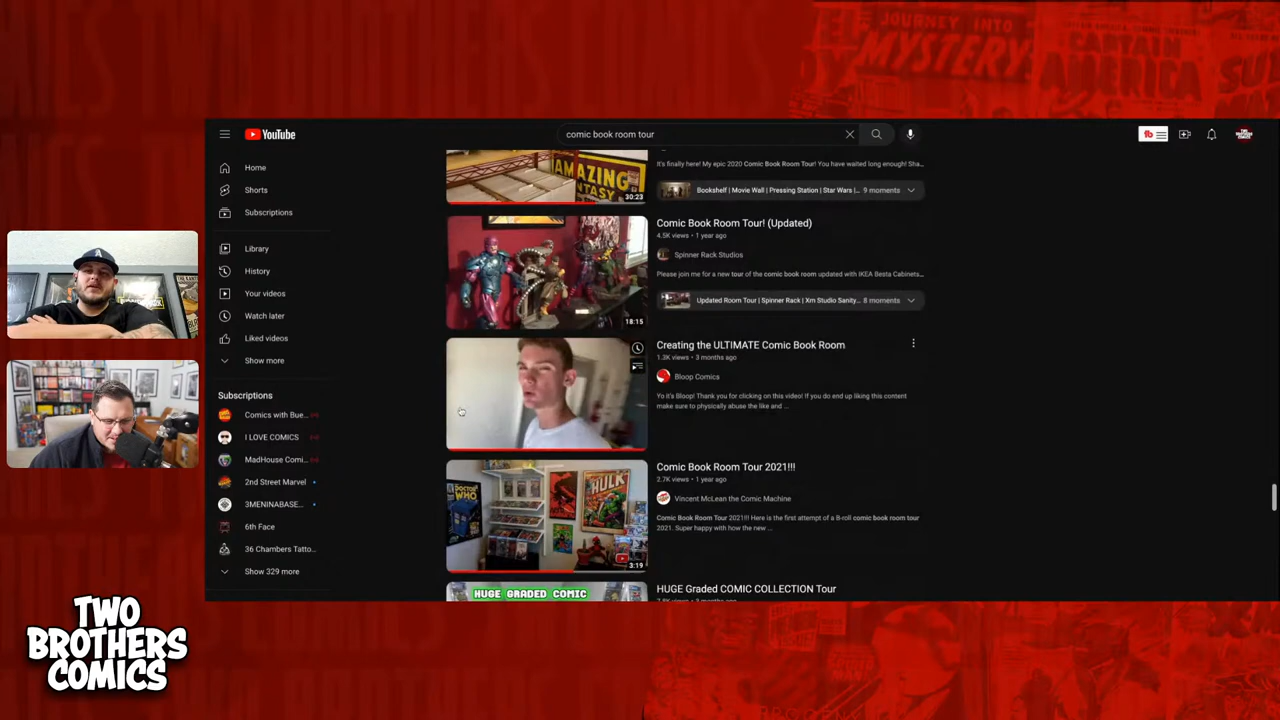 JOURNEY INTO
MYSTERY
CAPTAIN
AMERICA
YouTube
comic book room tour
Home
Shorts
Subscriptions
Library
History
Your videos
Watch later
Liked videos
Show more
Subscriptions
Comics with Bue...
I LOVE COMICS
MadHouse Comi...
2nd Street Marvel
3MENINABASE...
6th Face
36 Chambers Tatto...
Show 329 more
AMAZING
FANTASY
30:23
It's finally here! My epic 2020 Comic Book Room Tour! You have waited long enough! Sha...
Bookshelf | Movie Wall | Pressing Station | Star Wars |...
9 moments
Comic Book Room Tour! (Updated)
4.5K views • 1 year ago
Spinner Rack Studios
Please join me for a new tour of the comic book room updated with IKEA Besta Cabinets...
Updated Room Tour | Spinner Rack | Xm Studio Sanity...
8 moments
18:15
Creating the ULTIMATE Comic Book Room
1.3K views • 3 months ago
Bloop Comics
Yo it's Bloop! Thank you for clicking on this video! If you do end up liking this content
make sure to physically abuse the like and ...
Comic Book Room Tour 2021!!!
2.7K views • 1 year ago
Vincent McLean the Comic Machine
Comic Book Room Tour 2021!!! Here is the first attempt of a B-roll comic book room tour
2021. Super happy with how the new ...
DOCTOR
WHO
HULK
3:19
HUGE GRADED COMIC
HUGE Graded COMIC COLLECTION Tour
TWO
BROTHERS
COMICS